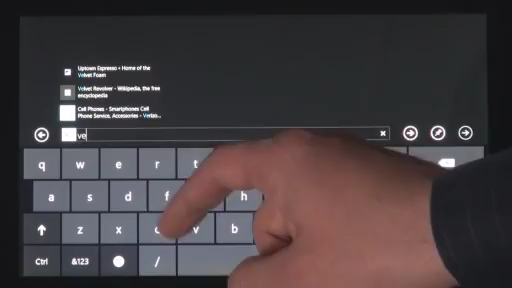 Uptown Espresso • Home of the
Velvet Foam
Velvet Revolver - Wikipedia, the free
encyclopedia
Cell Phones - Smartphones Cell
Phone Service, Accessories - Verizo...
ve
q w e r t
a s d f h
z x c v b
Ctrl &123 /